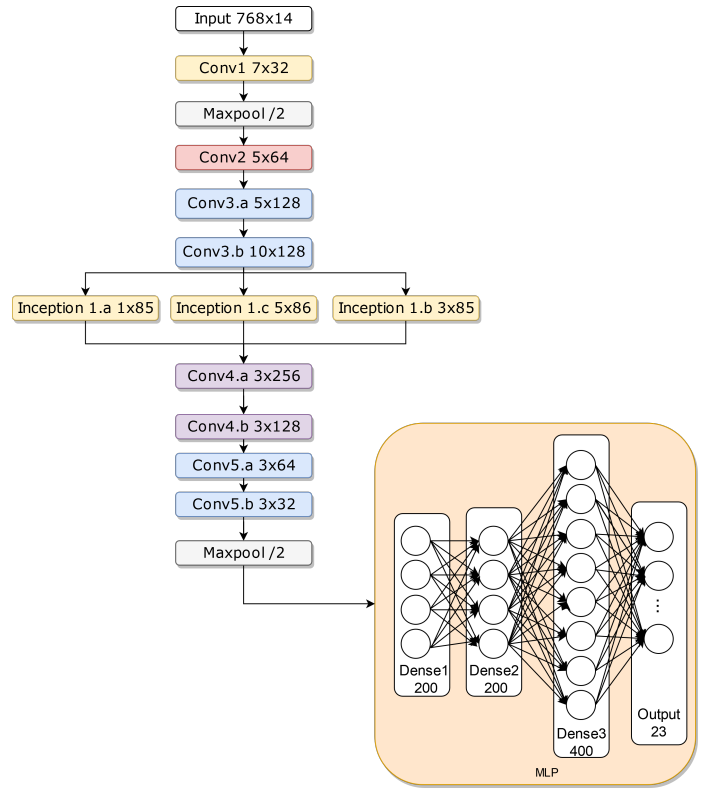 Input 768x14
Conv1 7x32
Maxpool /2
Conv2 5x64
Conv3.a 5x128
Conv3.b 10x128
Inception 1.a 1x85
Inception 1.c 5x86
Inception 1.b 3x85
Conv4.a 3x256
Conv4.b 3x128
Conv5.a 3x64
Conv5.b 3x32
Maxpool /2
Dense1
200
Dense2
200
Dense3
400
...
Output
23
MLP